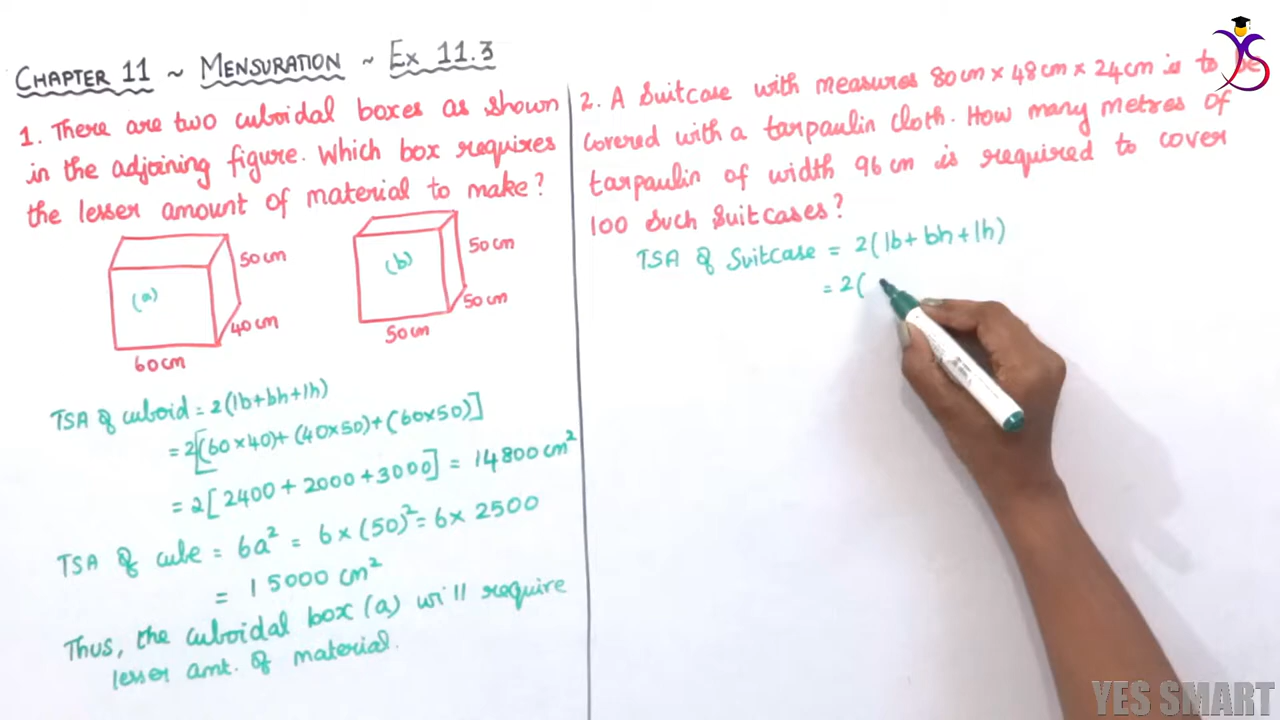 CHAPTER 11 ~ MENSURATION ~ Ex 11.3
1. There are two cuboidal boxes as shown
in the adjoining figure. Which box requires
the lesser amount of material to make?
(a)
50 cm
40 cm
60 cm
(b)
50 cm
50 cm
50 cm
TSA of cuboid = 2(lb+bh+lh)
= 2[(60×40)+(40×50)+(60×50)]
= 2[2400 + 2000 + 3000] = 14800 cm²
TSA of cube = 6a² = 6×(50)² = 6× 2500
= 15000 cm²
Thus, the cuboidal box (a) will require
lesser amt. of material.
2. A Suitcase with measures 80cm × 48cm × 24cm is to be
covered with a tarpaulin cloth. How many metres of
tarpaulin of width 96 cm is required to cover
100 such suitcases?
TSA of Suitcase = 2(lb+bh+lh)
= 2(
YS
YES SMART